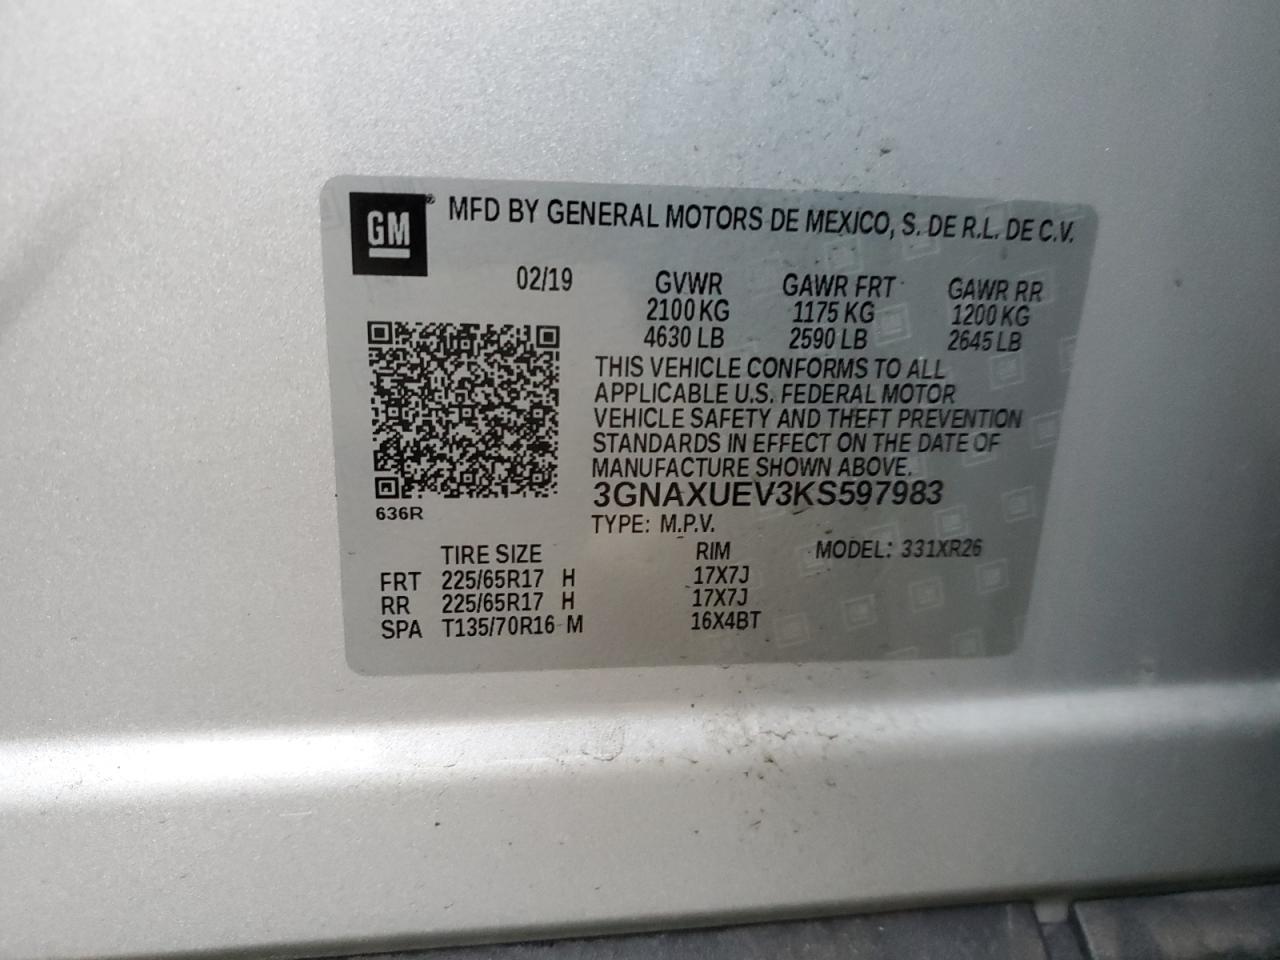 GM® MFD BY GENERAL MOTORS DE MEXICO, S. DE R.L. DE C.V.
02/19 GVWR GAWR FRT GAWR RR
2100 KG 1175 KG 1200 KG
4630 LB 2590 LB 2645 LB
THIS VEHICLE CONFORMS TO ALL
APPLICABLE U.S. FEDERAL MOTOR
VEHICLE SAFETY AND THEFT PREVENTION
STANDARDS IN EFFECT ON THE DATE OF
MANUFACTURE SHOWN ABOVE.
3GNAXUEV3KS597983
636R
TYPE: M.P.V.
TIRE SIZE RIM MODEL: 331XR26
FRT 225/65R17 H 17X7J
RR 225/65R17 H 17X7J
SPA T135/70R16 M 16X4BT